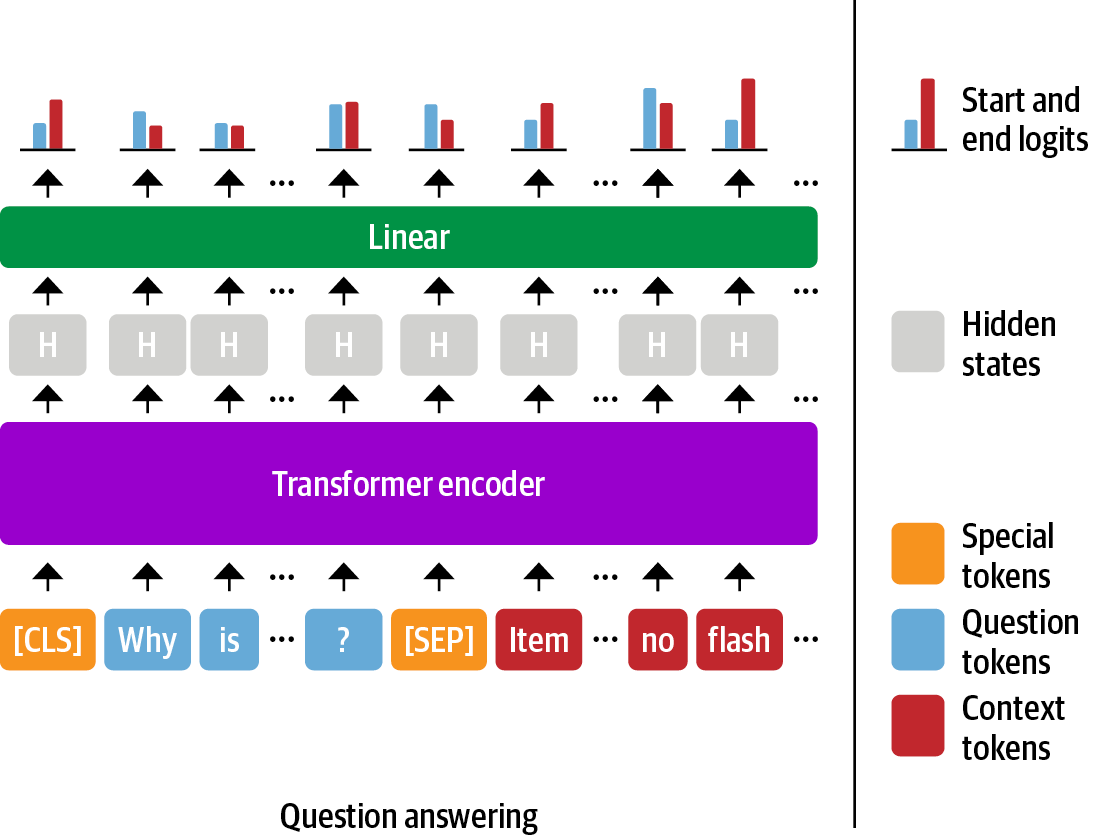 Start and
end logits
... ... ...
Linear
... ... ...
H H H H H H H H
Hidden
states
... ... ...
Transformer encoder
... ...
Special
tokens
[CLS] Why is ... ? [SEP] Item ... no flash ...
Question
tokens
Context
tokens
Question answering